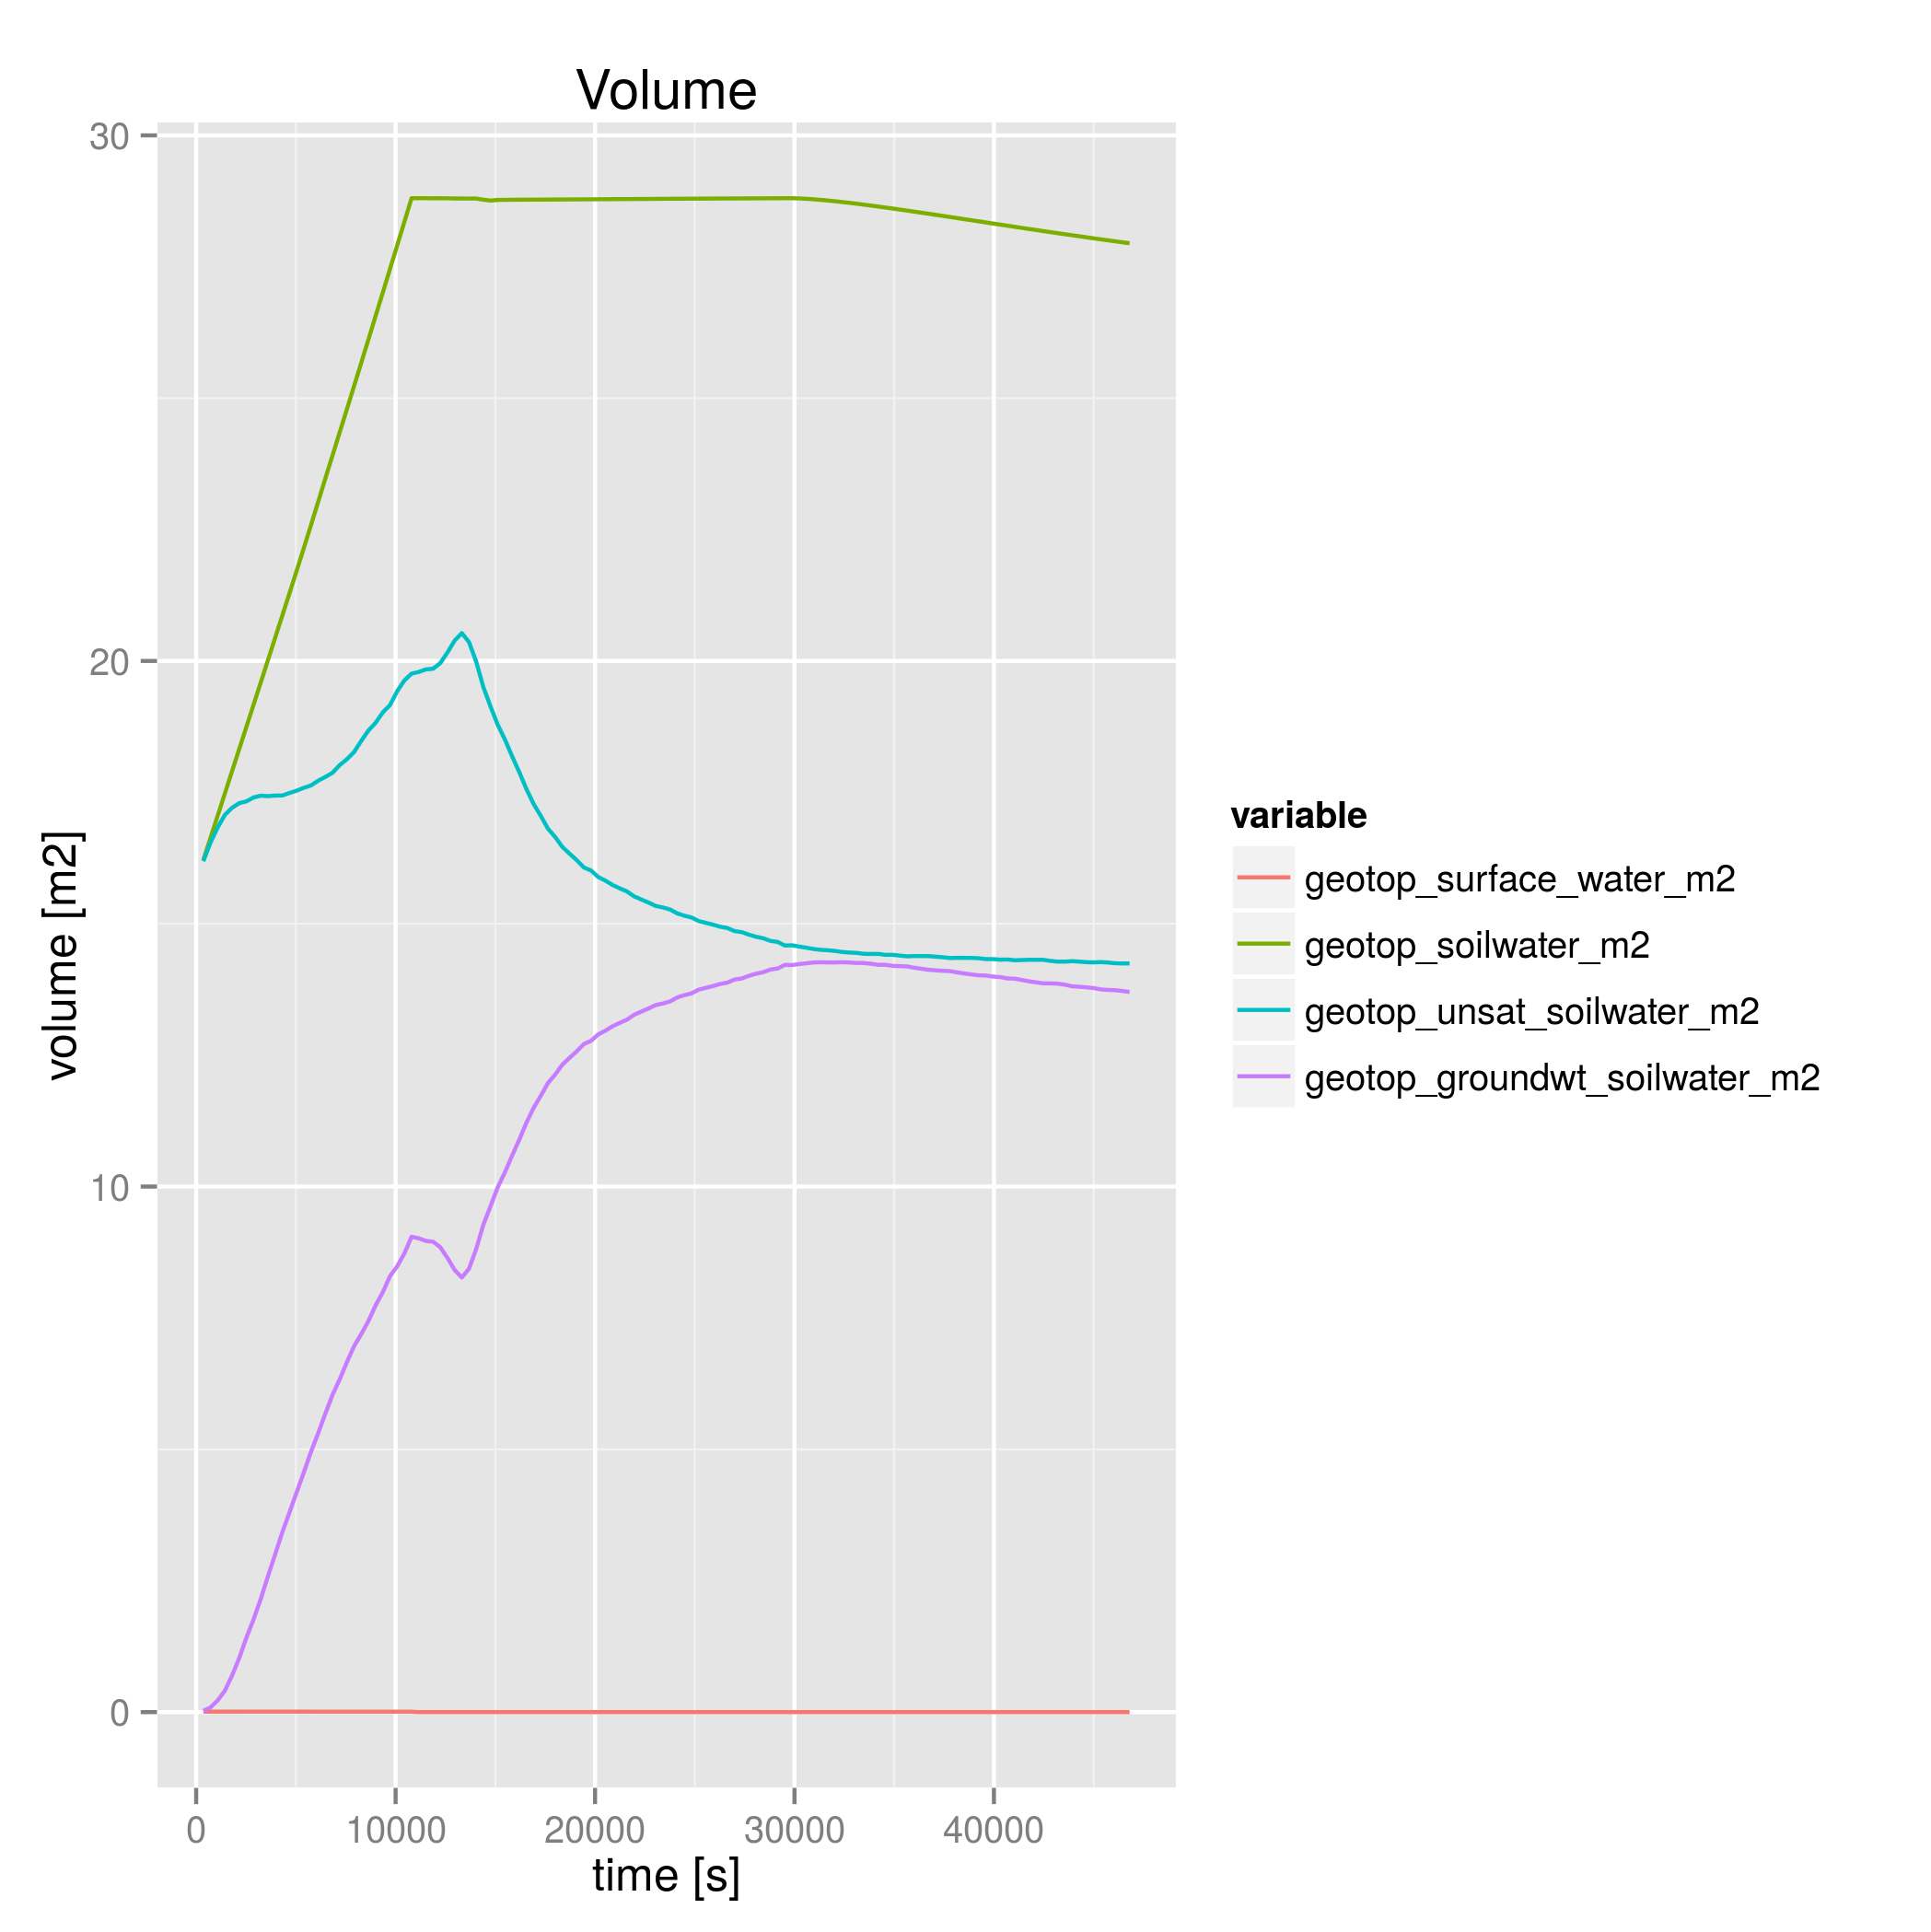 Volume
30
20
10
0
volume [m2]
0 10000 20000 30000 40000
time [s]
variable
geotop_surface_water_m2
geotop_soilwater_m2
geotop_unsat_soilwater_m2
geotop_groundwt_soilwater_m2